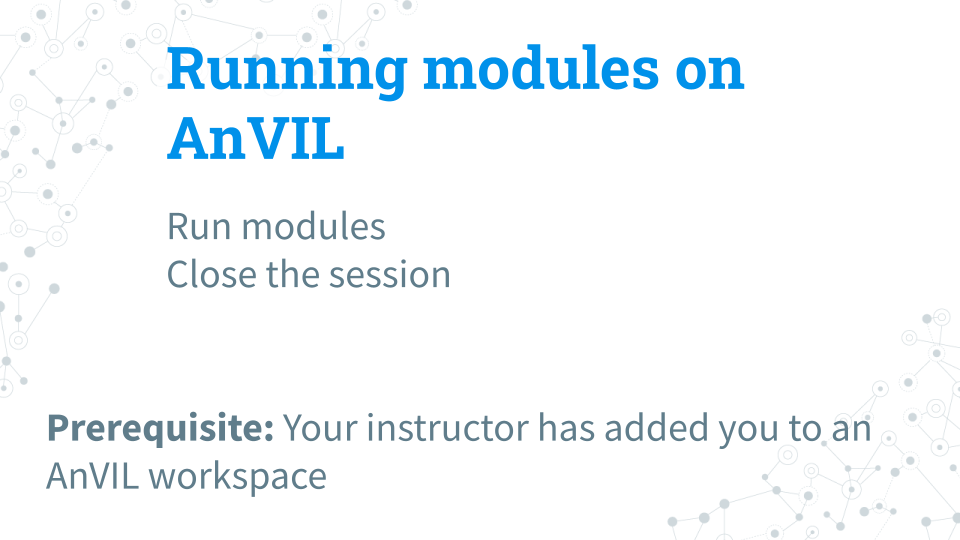 Running modules on
AnVIL
Run modules
Close the session
Prerequisite: Your instructor has added you to an
AnVIL workspace